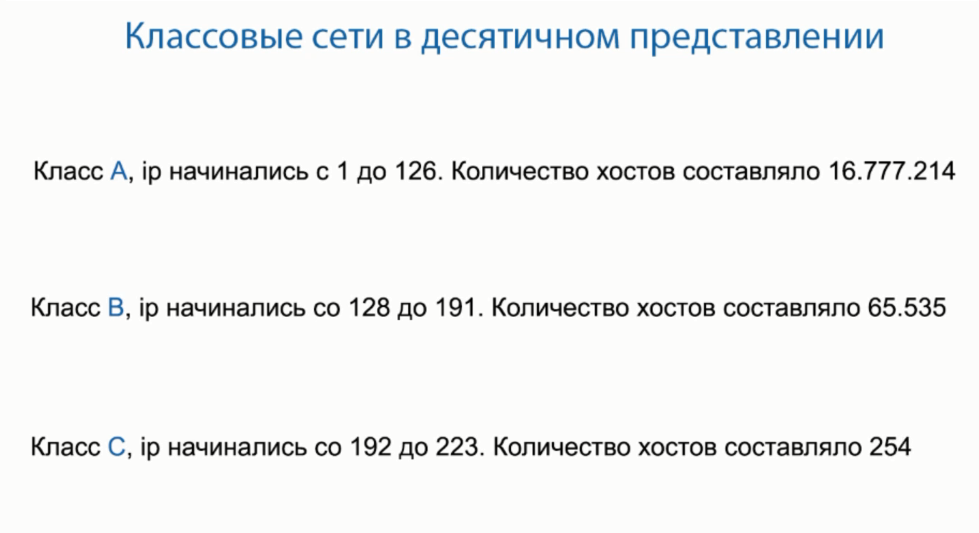 Классовые сети в десятичном представлении
Класс A, ip начинались с 1 до 126. Количество хостов составляло 16.777.214
Класс B, ip начинались со 128 до 191. Количество хостов составляло 65.535
Класс C, ip начинались со 192 до 223. Количество хостов составляло 254